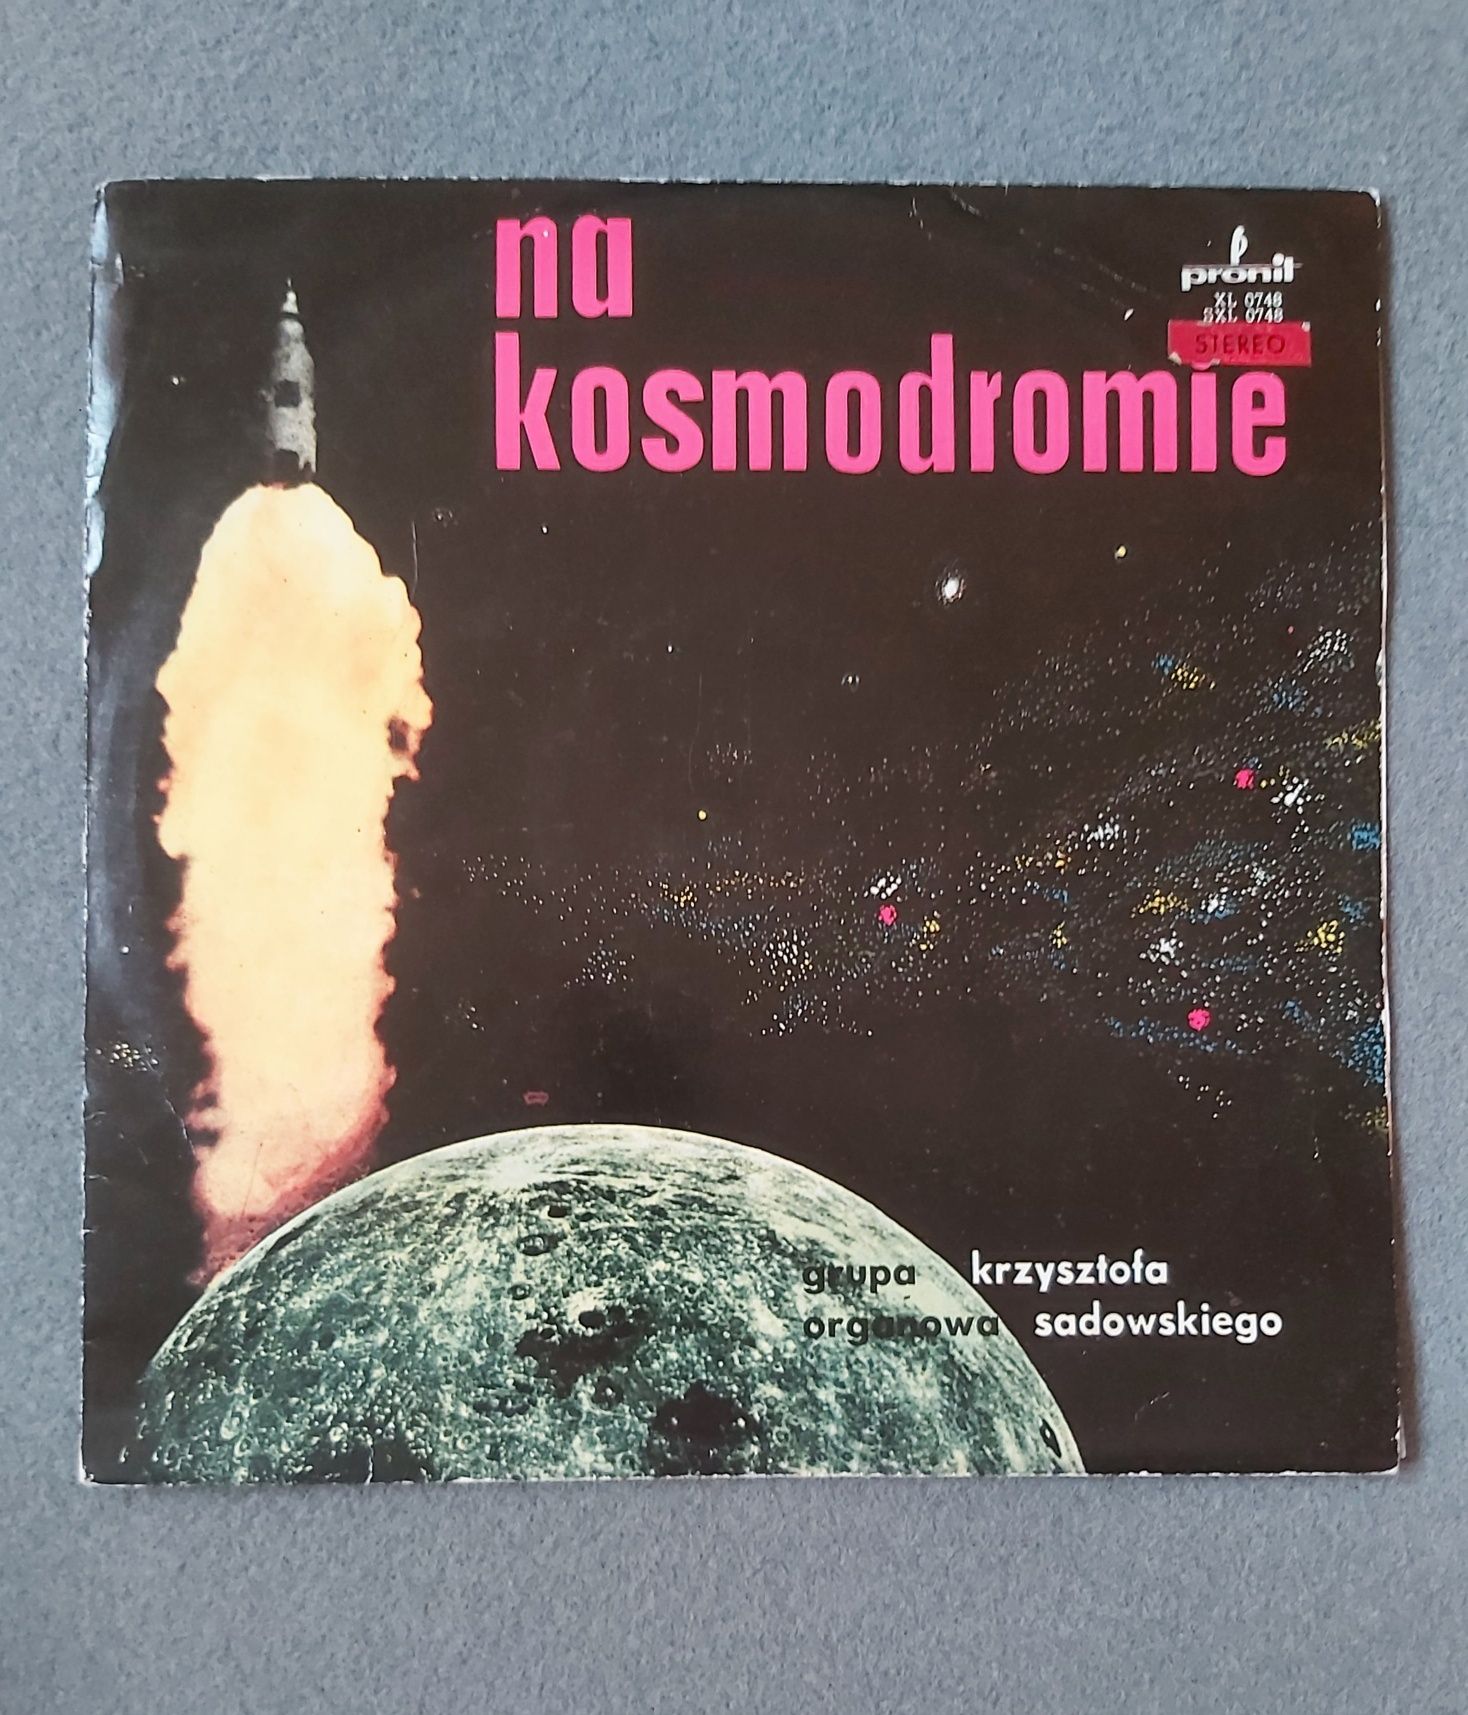 na
kosmodromie
pronit
XL 0748
SXL 0748
STEREO
grupa krzysztofa
organowa sadowskiego